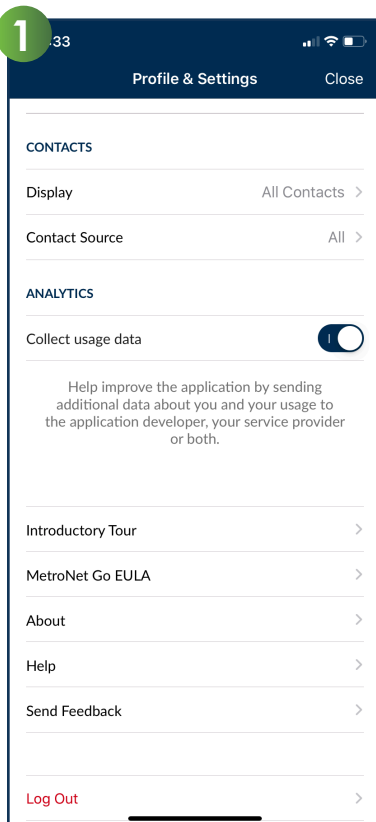 1
:33
Profile & Settings Close
CONTACTS
Display All Contacts
Contact Source All
ANALYTICS
Collect usage data
Help improve the application by sending
additional data about you and your usage to
the application developer, your service provider
or both.
Introductory Tour
MetroNet Go EULA
About
Help
Send Feedback
Log Out